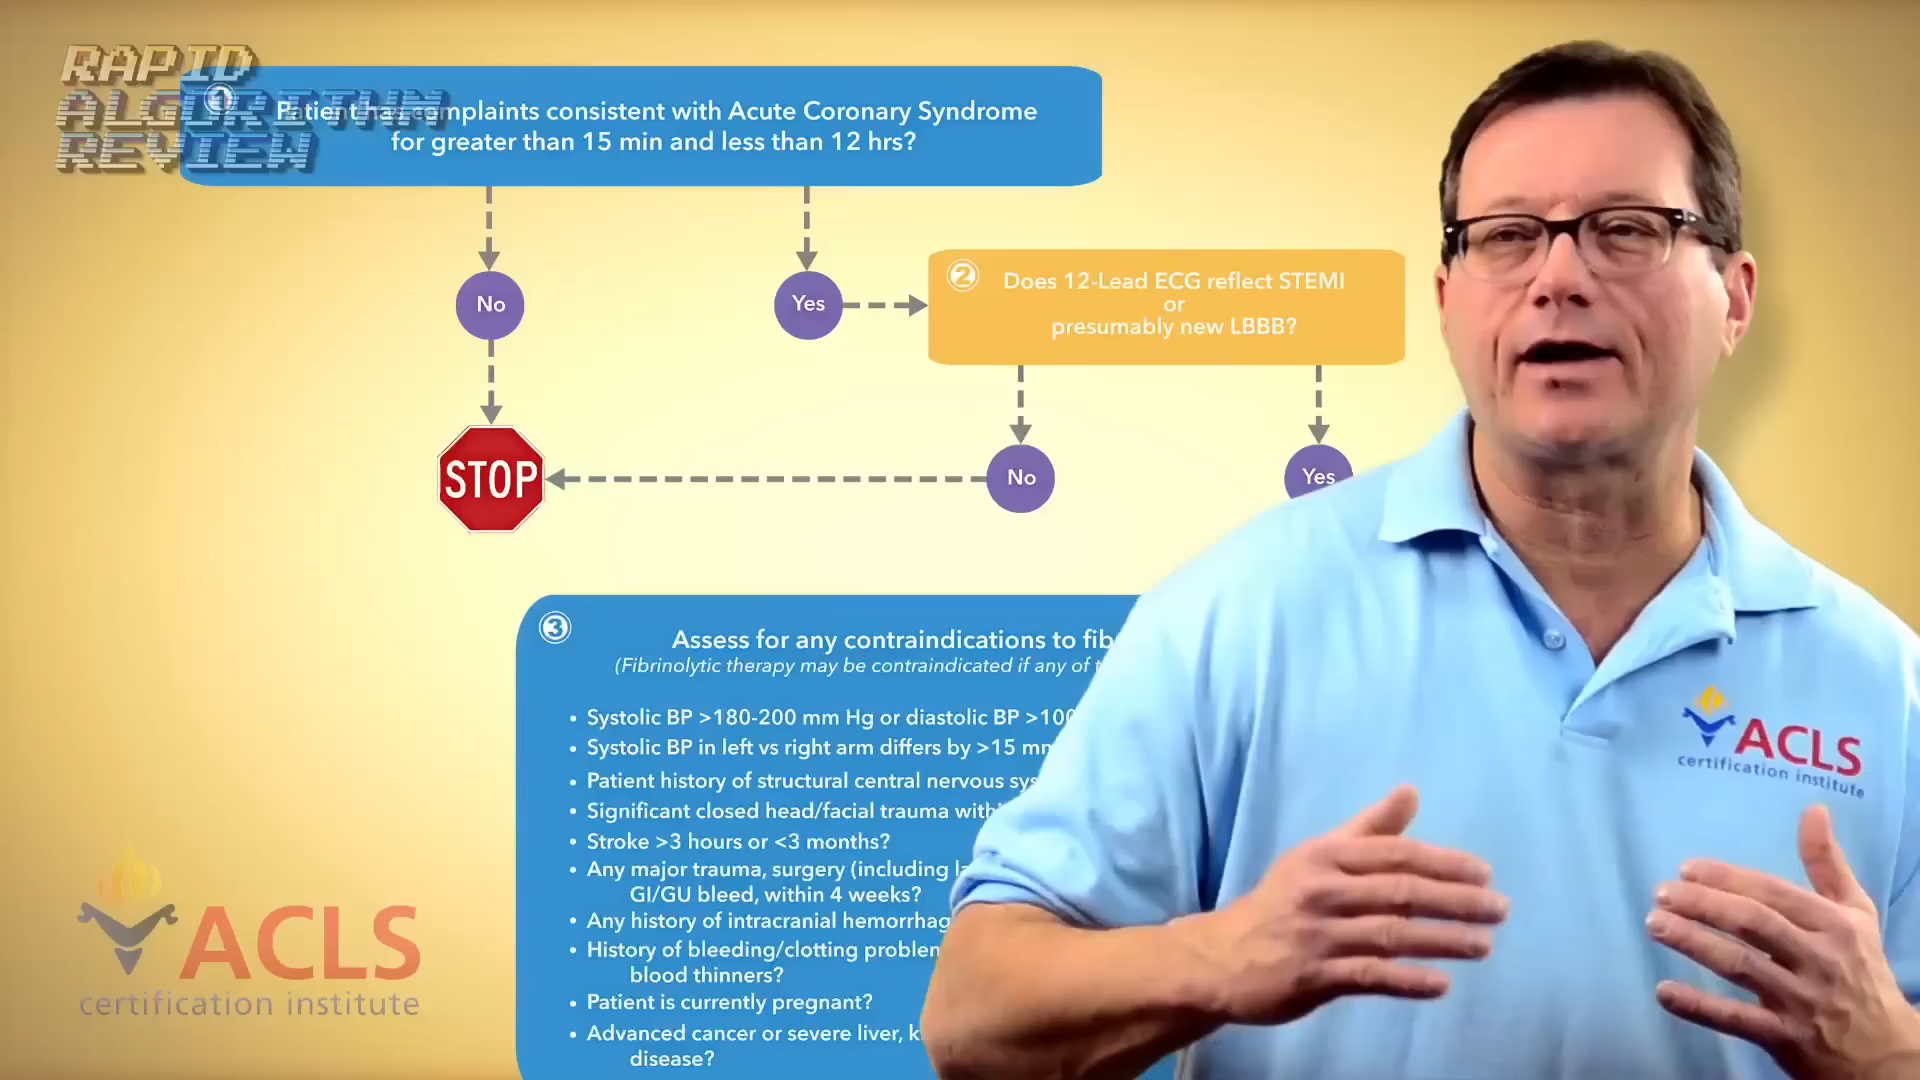 RAPID
ALGORITHM
REVIEW
1
Patient has complaints consistent with Acute Coronary Syndrome
for greater than 15 min and less than 12 hrs?
No
Yes
2
Does 12-Lead ECG reflect STEMI
or
presumably new LBBB?
STOP
No
Yes
3
Assess for any contraindications to
(Fibrinolytic therapy may be contraindicated if any of
• Systolic BP >180-200 mm Hg or diastolic BP >100
• Systolic BP in left vs right arm differs by >15
• Patient history of structural central nervous
• Significant closed head/facial trauma
• Stroke >3 hours or <3 months?
• Any major trauma, surgery (including
GI/GU bleed, within 4 weeks?
• Any history of intracranial
• History of bleeding/clotting
blood thinners?
• Patient is currently pregnant?
• Advanced cancer or severe liver,
disease?
ACLS
certification institute
ACLS
certification institute